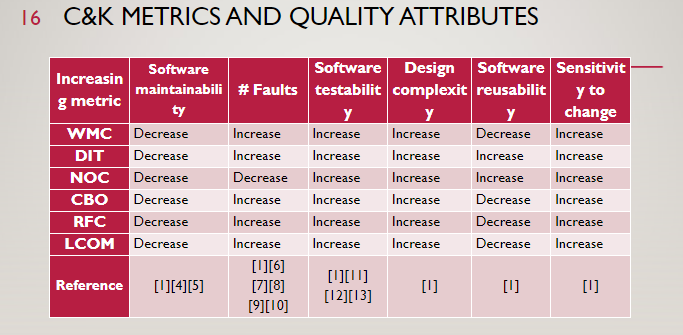 16 C&K METRICS AND QUALITY ATTRIBUTES
Increasin
g metric
Software
maintainabili
ty
# Faults
Software
testabilit
y
Design
complexit
y
Software
reusabilit
y
Sensitivit
y to
change
WMC Decrease Increase Increase Increase Decrease Increase
DIT Decrease Increase Increase Increase Increase Increase
NOC Decrease Decrease Increase Increase Increase Increase
CBO Decrease Increase Increase Increase Decrease Increase
RFC Decrease Increase Increase Increase Decrease Increase
LCOM Decrease Increase Increase Increase Decrease Increase
Reference
[1][4][5]
[1][6]
[7][8]
[9][10]
[1][11]
[12][13]
[1]
[1]
[1]